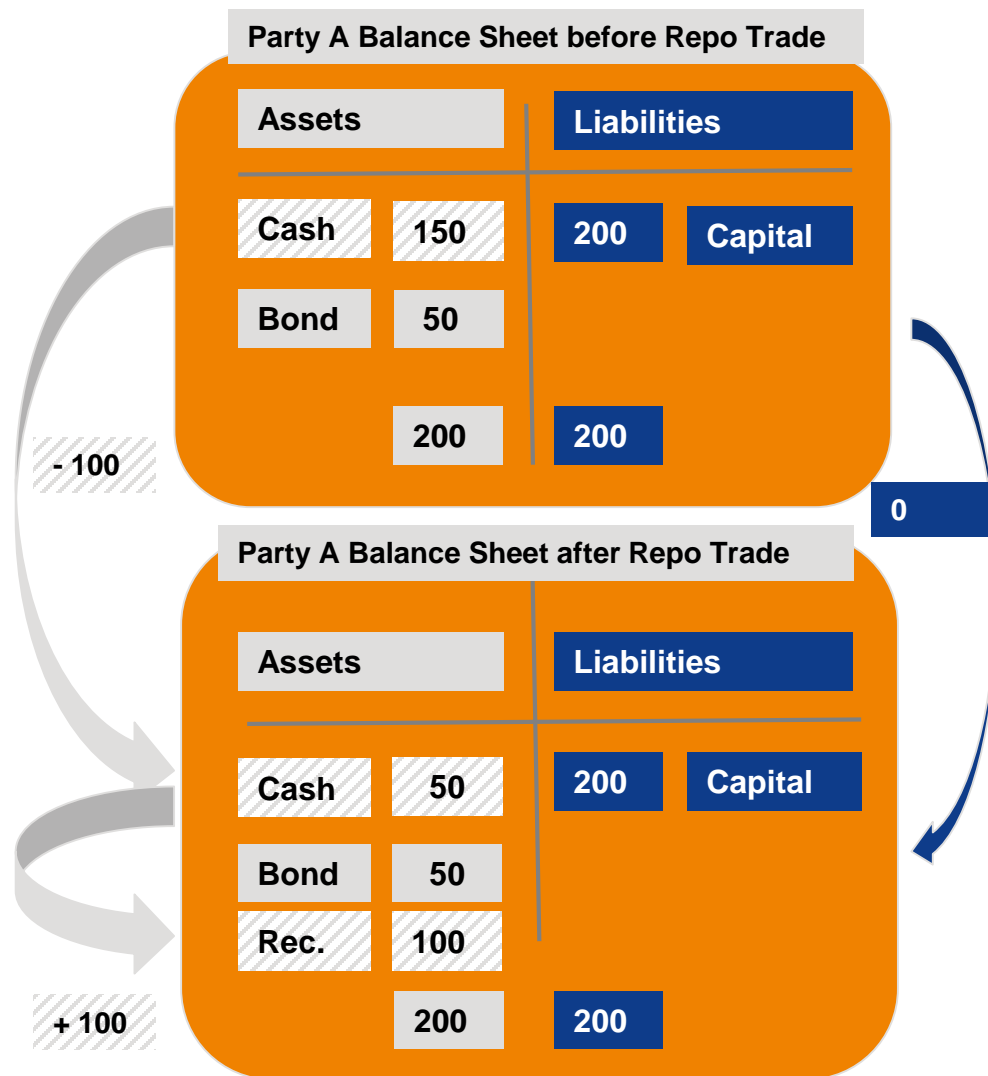 Party A Balance Sheet before Repo Trade
Assets Liabilities
Cash 150 200 Capital
Bond 50
200 200
- 100
0
Party A Balance Sheet after Repo Trade
Assets Liabilities
Cash 50 200 Capital
Bond 50
Rec. 100
+ 100 200 200